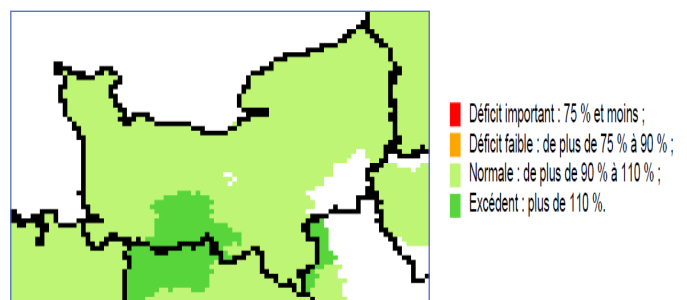 Déficit important : 75 % et moins ;
Déficit faible : de plus de 75 % à 90 % ;
Normale : de plus de 90 % à 110 % ;
Excédent : plus de 110 %.